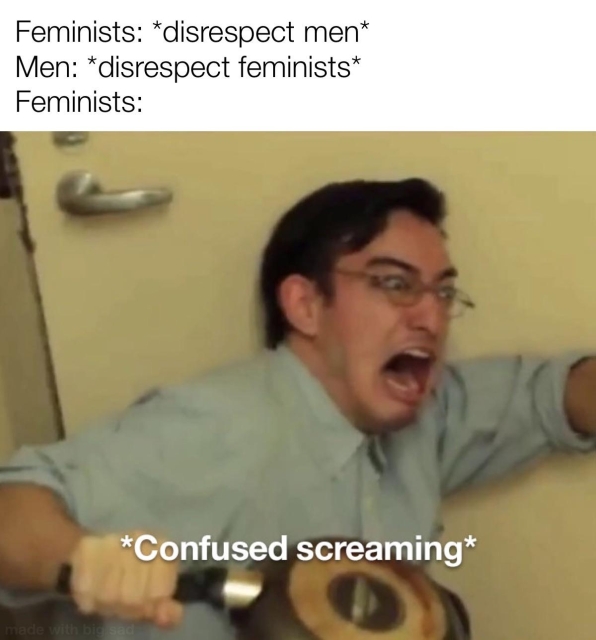 Feminists: *disrespect men*
Men: *disrespect feminists*
Feminists:
*Confused screaming*